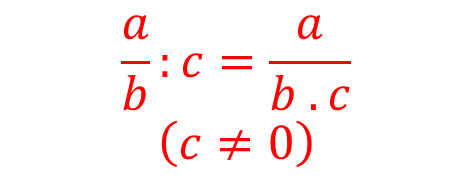 a/b : c = a/(b . c)
(c ≠ 0)